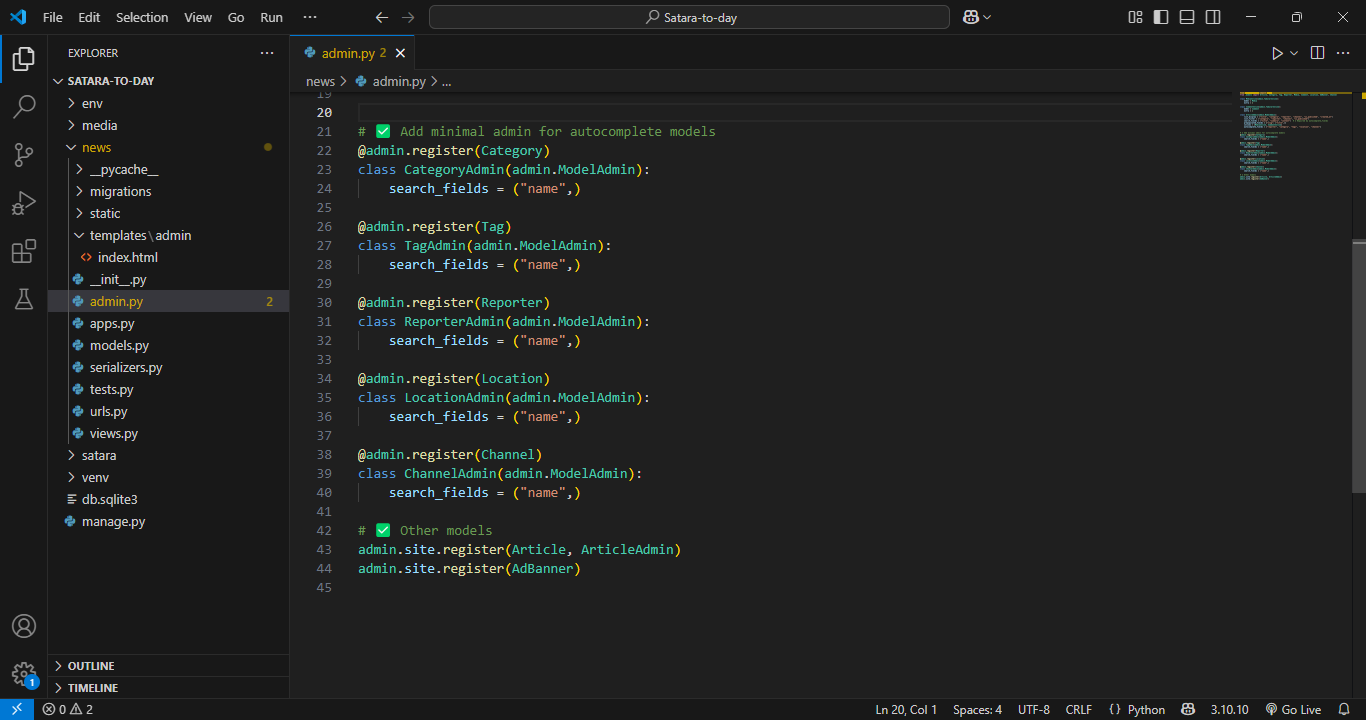 File Edit Selection View Go Run ···
Satara-to-day
EXPLORER ···
SATARA-TO-DAY
env
media
news
__pycache__
migrations
static
templates\admin
<> index.html
__init__.py
admin.py 2
apps.py
models.py
serializers.py
tests.py
urls.py
views.py
satara
venv
db.sqlite3
manage.py
OUTLINE
TIMELINE
1
admin.py 2
news > admin.py > ...
19
20
21 # ✅ Add minimal admin for autocomplete models
22 @admin.register(Category)
23 class CategoryAdmin(admin.ModelAdmin):
24     search_fields = ("name",)
25
26 @admin.register(Tag)
27 class TagAdmin(admin.ModelAdmin):
28     search_fields = ("name",)
29
30 @admin.register(Reporter)
31 class ReporterAdmin(admin.ModelAdmin):
32     search_fields = ("name",)
33
34 @admin.register(Location)
35 class LocationAdmin(admin.ModelAdmin):
36     search_fields = ("name",)
37
38 @admin.register(Channel)
39 class ChannelAdmin(admin.ModelAdmin):
40     search_fields = ("name",)
41
42 # ✅ Other models
43 admin.site.register(Article, ArticleAdmin)
44 admin.site.register(AdBanner)
45
0 2 Ln 20, Col 1 Spaces: 4 UTF-8 CRLF {} Python 3.10.10 Go Live